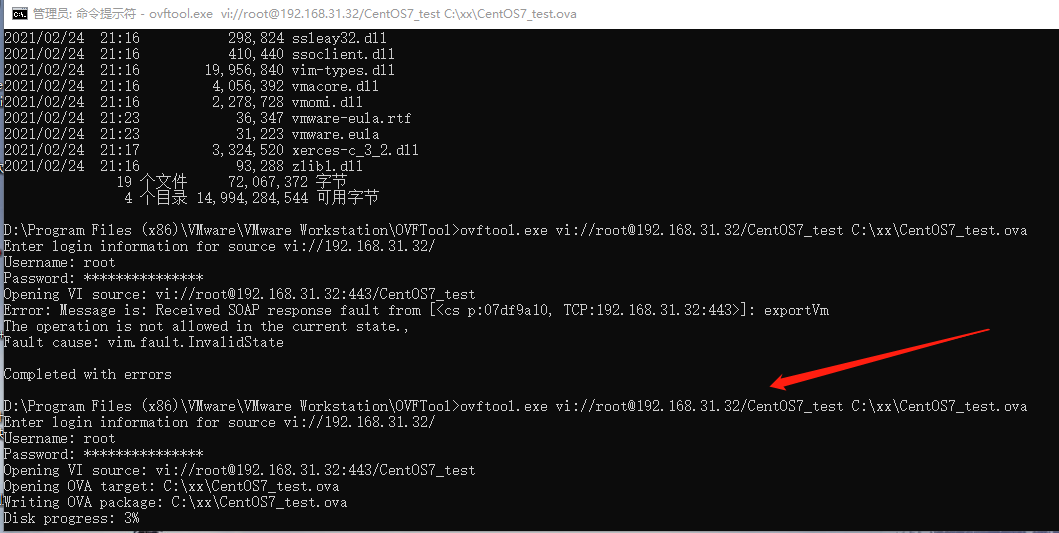 管理员: 命令提示符 - ovftool.exe  vi://root@192.168.31.32/CentOS7_test C:\xx\CentOS7_test.ova
2021/02/24  21:16           298,824 ssleay32.dll
2021/02/24  21:16           410,440 ssoclient.dll
2021/02/24  21:16        19,956,840 vim-types.dll
2021/02/24  21:16         4,056,392 vmacore.dll
2021/02/24  21:16         2,278,728 vmomi.dll
2021/02/24  21:23            36,347 vmware-eula.rtf
2021/02/24  21:23            31,223 vmware.eula
2021/02/24  21:17         3,324,520 xerces-c_3_2.dll
2021/02/24  21:16            93,288 zlib1.dll
19 个文件     72,067,372 字节
4 个目录 14,994,284,544 可用字节
D:\Program Files (x86)\VMware\VMware Workstation\OVFTool>ovftool.exe vi://root@192.168.31.32/CentOS7_test C:\xx\CentOS7_test.ova
Enter login information for source vi://192.168.31.32/
Username: root
Password: ***************
Opening VI source: vi://root@192.168.31.32:443/CentOS7_test
Error: Message is: Received SOAP response fault from [<cs p:07df9a10, TCP:192.168.31.32:443>]: exportVm
The operation is not allowed in the current state.,
Fault cause: vim.fault.InvalidState
Completed with errors
D:\Program Files (x86)\VMware\VMware Workstation\OVFTool>ovftool.exe vi://root@192.168.31.32/CentOS7_test C:\xx\CentOS7_test.ova
Enter login information for source vi://192.168.31.32/
Username: root
Password: ***************
Opening VI source: vi://root@192.168.31.32:443/CentOS7_test
Opening OVA target: C:\xx\CentOS7_test.ova
Writing OVA package: C:\xx\CentOS7_test.ova
Disk progress: 3%